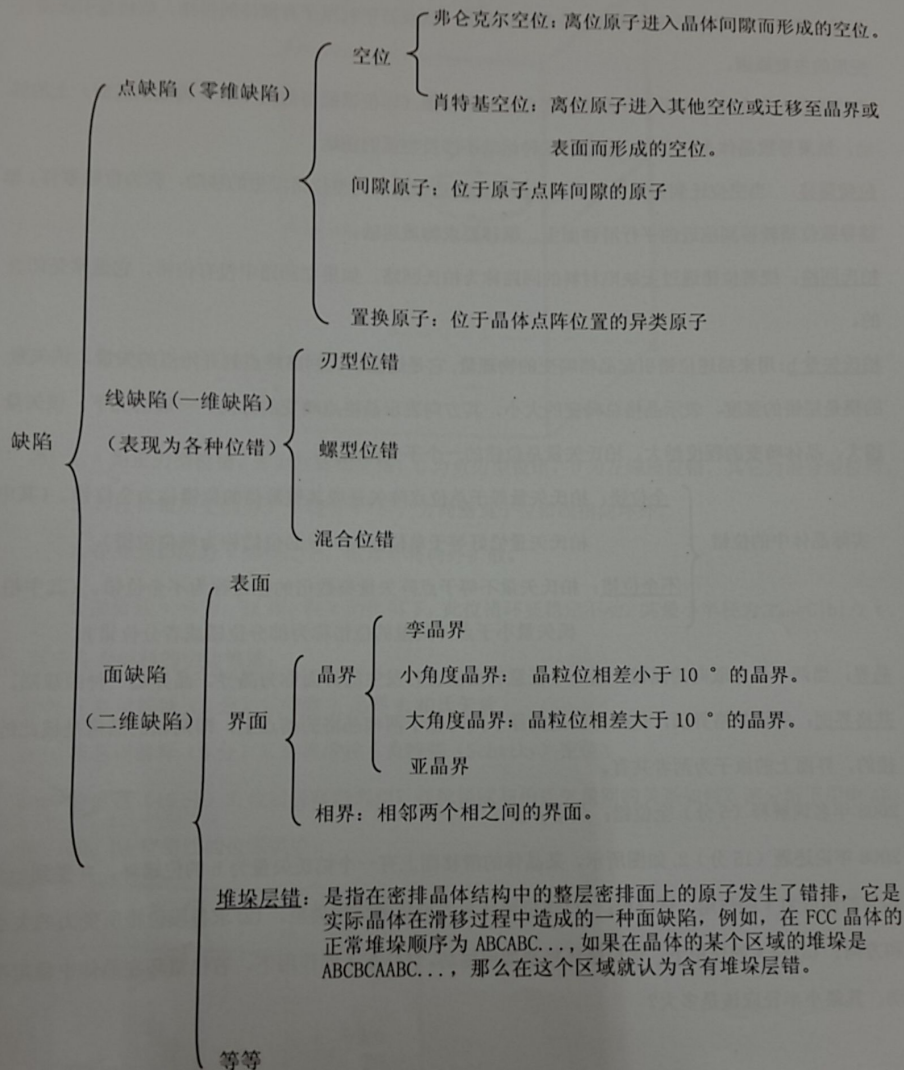 弗仑克尔空位：离位原子进入晶体间隙而形成的空位。
空位
点缺陷（零维缺陷）
肖特基空位：离位原子进入其他空位或迁移至晶界或
表面而形成的空位。
间隙原子：位于原子点阵间隙的原子
置换原子：位于晶体点阵位置的异类原子
刃型位错
线缺陷(一维缺陷）
缺陷
（表现为各种位错）
螺型位错
混合位错
表面
孪晶界
面缺陷
晶界
小角度晶界： 晶粒位相差小于 10 °的晶界。
（二维缺陷）
界面
大角度晶界：晶粒位相差大于 10 °的晶界。
亚晶界
相界：相邻两个相之间的界面。
堆垛层错：是指在密排晶体结构中的整层密排面上的原子发生了错排，它是
实际晶体在滑移过程中造成的一种面缺陷，例如，在 FCC 晶体的
正常堆垛顺序为 ABCABC...,如果在晶体的某个区域的堆垛是
ABCBCAABC...，那么在这个区域就认为含有堆垛层错。
等等